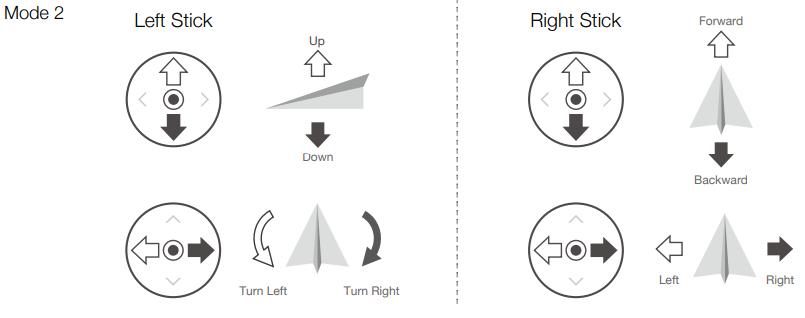 Mode 2
Left Stick
Up
Down
Turn Left
Turn Right
Right Stick
Forward
Backward
Left
Right